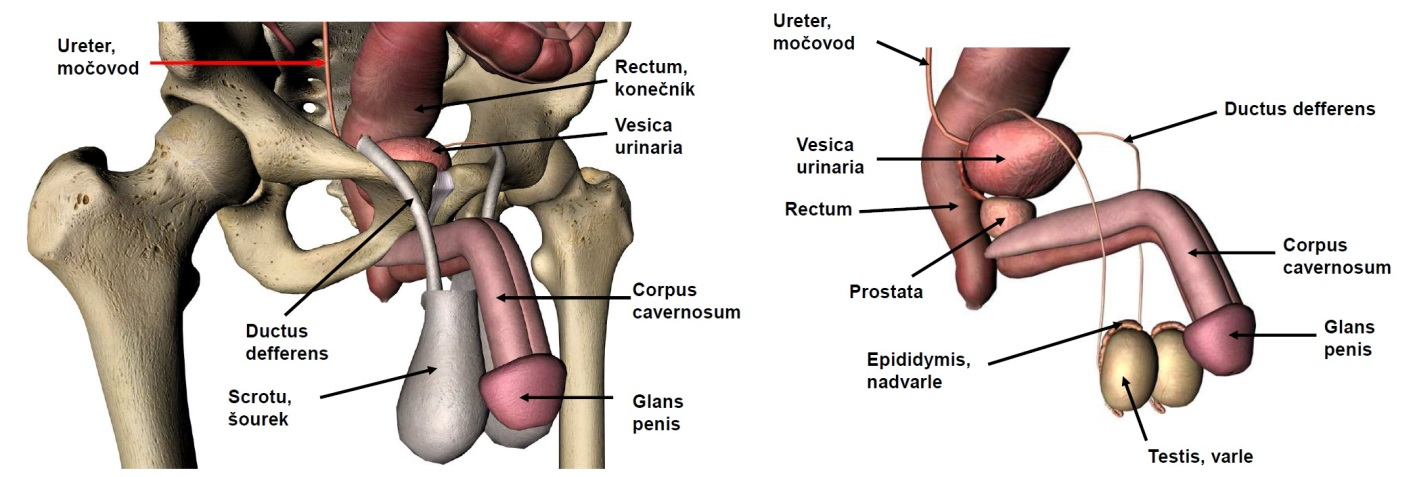 Ureter,
močovod
Rectum,
konečník
Vesica
urinaria
Ductus
defferens
Scrotu,
šourek
Corpus
cavernosum
Glans
penis
Ureter,
močovod
Ductus defferens
Vesica
urinaria
Rectum
Prostata
Corpus
cavernosum
Epididymis,
nadvarle
Glans
penis
Testis, varle